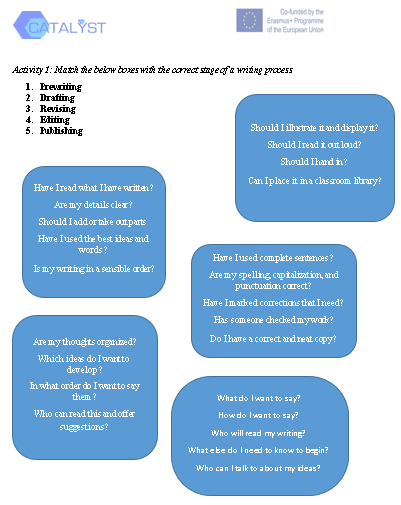 CATALYST
Co-funded by the
Erasmus+ Programme
of the European Union
Activity 1: Match the below boxes with the correct stage of a writing process
1. Prewriting
2. Drafting
3. Revising
4. Editing
5. Publishing
Should I illustrate it and display it?
Should I read it out loud?
Should I hand in?
Can I place it in a classroom library?
Have I read what I have written?
Are my details clear?
Should I add or take out parts
Have I used the best ideas and
words?
Is my writing in a sensible order?
Have I used complete sentences?
Are my spelling, capitalization, and
punctuation correct?
Have I marked corrections that I need?
Has someone checked my work?
Do I have a correct and neat copy?
Are my thoughts organized?
Which ideas do I want to
develop?
In what order do I want to say
them?
Who can read this and offer
suggestions?
What do I want to say?
How do I want to say?
Who will read my writing?
What else do I need to know to begin?
Who can I talk to about my ideas?